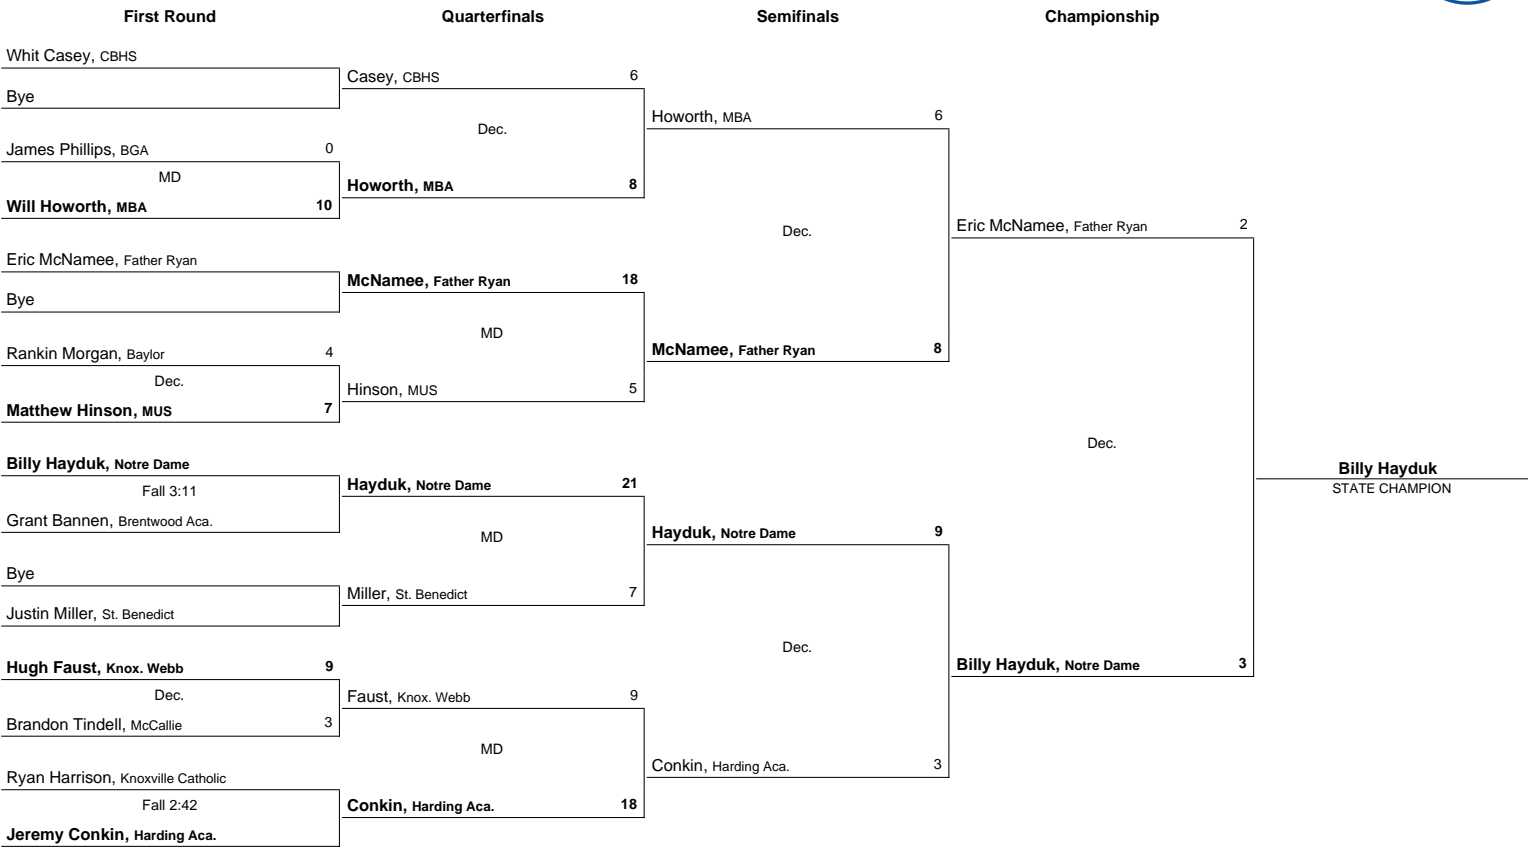 First Round
Quarterfinals
Semifinals
Championship
Whit Casey, CBHS
Bye
James Phillips, BGA 0
MD
Will Howorth, MBA 10
Eric McNamee, Father Ryan
Bye
Rankin Morgan, Baylor 4
Dec.
Matthew Hinson, MUS 7
Billy Hayduk, Notre Dame
Fall 3:11
Grant Bannen, Brentwood Aca.
Bye
Justin Miller, St. Benedict
Hugh Faust, Knox. Webb 9
Dec.
Brandon Tindell, McCallie 3
Ryan Harrison, Knoxville Catholic
Fall 2:42
Jeremy Conkin, Harding Aca.
Casey, CBHS 6
Dec.
Howorth, MBA 8
McNamee, Father Ryan 18
MD
Hinson, MUS 5
Hayduk, Notre Dame 21
MD
Miller, St. Benedict 7
Faust, Knox. Webb 9
MD
Conkin, Harding Aca. 18
Howorth, MBA 6
Dec.
McNamee, Father Ryan 8
Hayduk, Notre Dame 9
Dec.
Conkin, Harding Aca. 3
Eric McNamee, Father Ryan 2
Dec.
Billy Hayduk, Notre Dame 3
Billy Hayduk
STATE CHAMPION